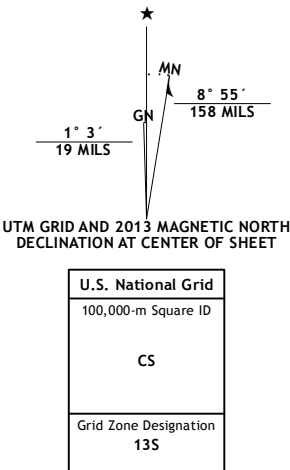 ★
MN
GN
8° 55´
158 MILS
1° 3´
19 MILS
UTM GRID AND 2013 MAGNETIC NORTH
DECLINATION AT CENTER OF SHEET
U.S. National Grid
100,000-m Square ID
CS
Grid Zone Designation
13S